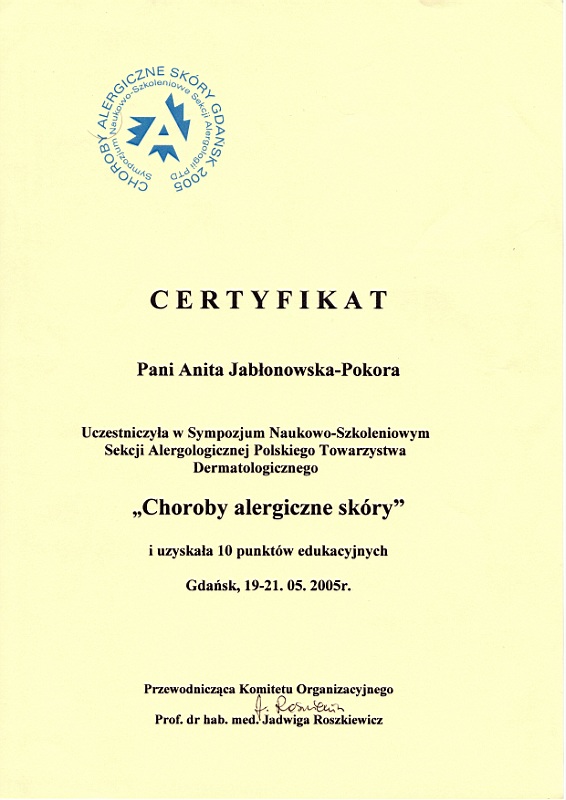 CHOROBY ALERGICZNE SKÓRY GDAŃSK 2005
Sympozjum Naukowo-Szkoleniowe Sekcji Alergologii PTD
A
CERTYFIKAT
Pani Anita Jabłonowska-Pokora
Uczestniczyła w Sympozjum Naukowo-Szkoleniowym
Sekcji Alergologicznej Polskiego Towarzystwa
Dermatologicznego
„Choroby alergiczne skóry”
i uzyskała 10 punktów edukacyjnych
Gdańsk, 19-21. 05. 2005r.
Przewodnicząca Komitetu Organizacyjnego
Prof. dr hab. med. Jadwiga Roszkiewicz